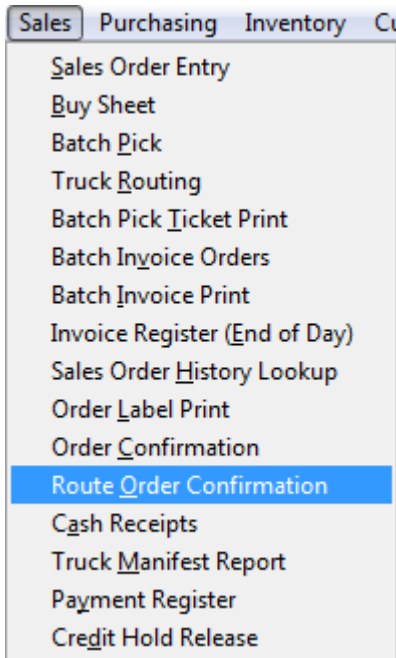 Sales Purchasing Inventory
Sales Order Entry
Buy Sheet
Batch Pick
Truck Routing
Batch Pick Ticket Print
Batch Invoice Orders
Batch Invoice Print
Invoice Register (End of Day)
Sales Order History Lookup
Order Label Print
Order Confirmation
Route Order Confirmation
Cash Receipts
Truck Manifest Report
Payment Register
Credit Hold Release